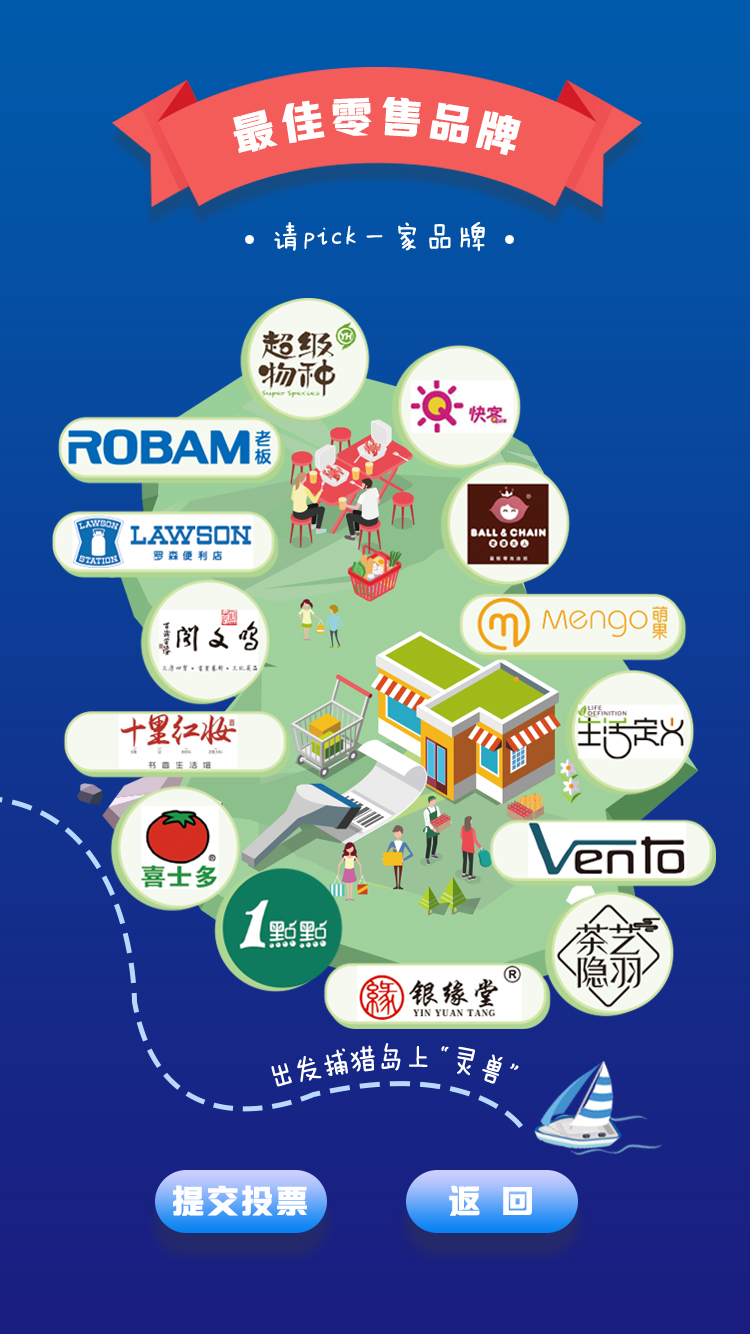 最佳零售品牌
• 请pick一家品牌 •
超级
物种
YH
Super Species
快客
Quik
ROBAM 老板
LAWSON
STATION
LAWSON
罗森便利店
BALL & CHAIN
®
阅文鸣
Mengo 萌果
十里红妆
书香生活馆
LIFE
DEFINITION
生活定义
Vento
®
喜士多
1點點
茶艺
隐羽
緣 银缘堂 ®
YIN YUAN TANG
出发捕猎岛上“灵兽”
提交投票
返 回